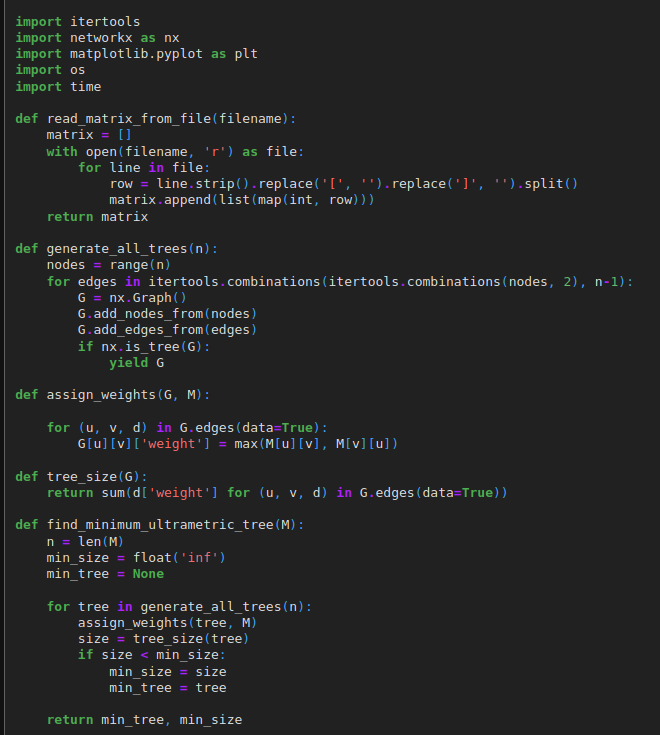 import itertools
import networkx as nx
import matplotlib.pyplot as plt
import os
import time

def read_matrix_from_file(filename):
    matrix = []
    with open(filename, 'r') as file:
        for line in file:
            row = line.strip().replace('[', '').replace(']', '').split()
            matrix.append(list(map(int, row)))
    return matrix

def generate_all_trees(n):
    nodes = range(n)
    for edges in itertools.combinations(itertools.combinations(nodes, 2), n-1):
        G = nx.Graph()
        G.add_nodes_from(nodes)
        G.add_edges_from(edges)
        if nx.is_tree(G):
            yield G

def assign_weights(G, M):

    for (u, v, d) in G.edges(data=True):
        G[u][v]['weight'] = max(M[u][v], M[v][u])

def tree_size(G):
    return sum(d['weight'] for (u, v, d) in G.edges(data=True))

def find_minimum_ultrametric_tree(M):
    n = len(M)
    min_size = float('inf')
    min_tree = None

    for tree in generate_all_trees(n):
        assign_weights(tree, M)
        size = tree_size(tree)
        if size < min_size:
            min_size = size
            min_tree = tree

    return min_tree, min_size